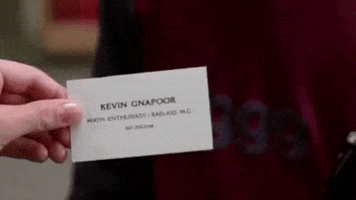 KEVIN GNAPOOR
MATH ENTHUSIAST / BAD-ASS M.C.